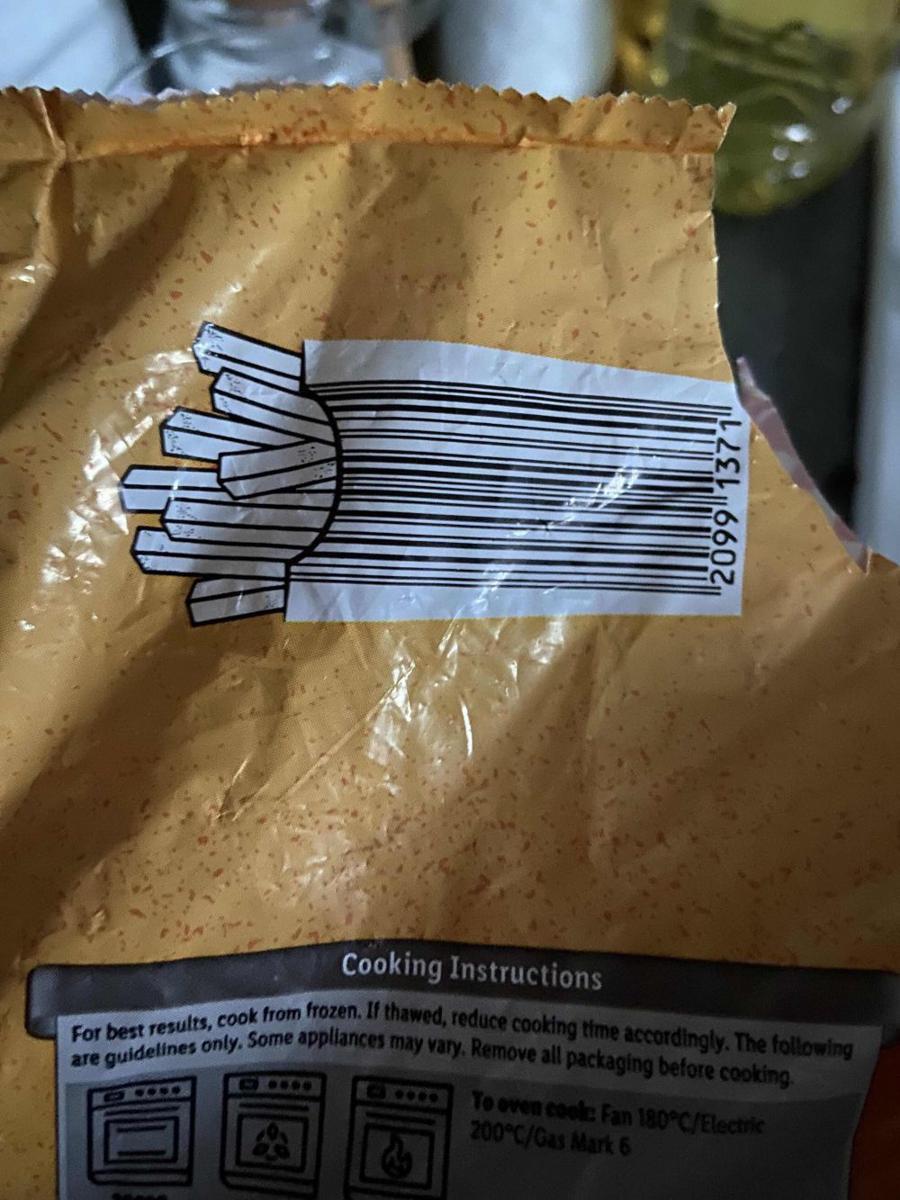 2099 1371
Cooking Instructions
For best results, cook from frozen. If thawed, reduce cooking time accordingly. The following
are guidelines only. Some appliances may vary. Remove all packaging before cooking.
To oven cook: Fan 180°C/Electric
200°C/Gas Mark 6